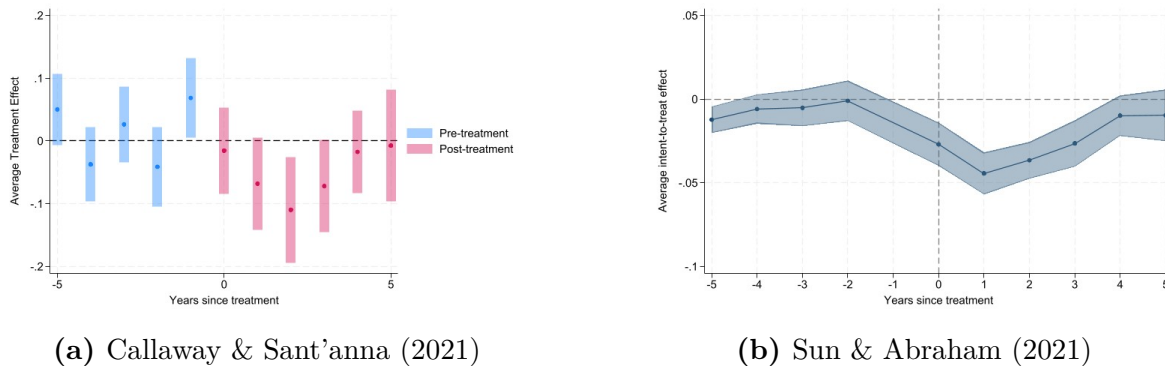 .2
.1
0
-.1
-.2
Average Treatment Effect
-5
0
5
Years since treatment
Pre-treatment
Post-treatment
(a) Callaway & Sant'anna (2021)
.05
0
-.05
-.1
Average intent-to-treat effect
-5 -4 -3 -2 -1 0 1 2 3 4 5
Years since treatment
(b) Sun & Abraham (2021)